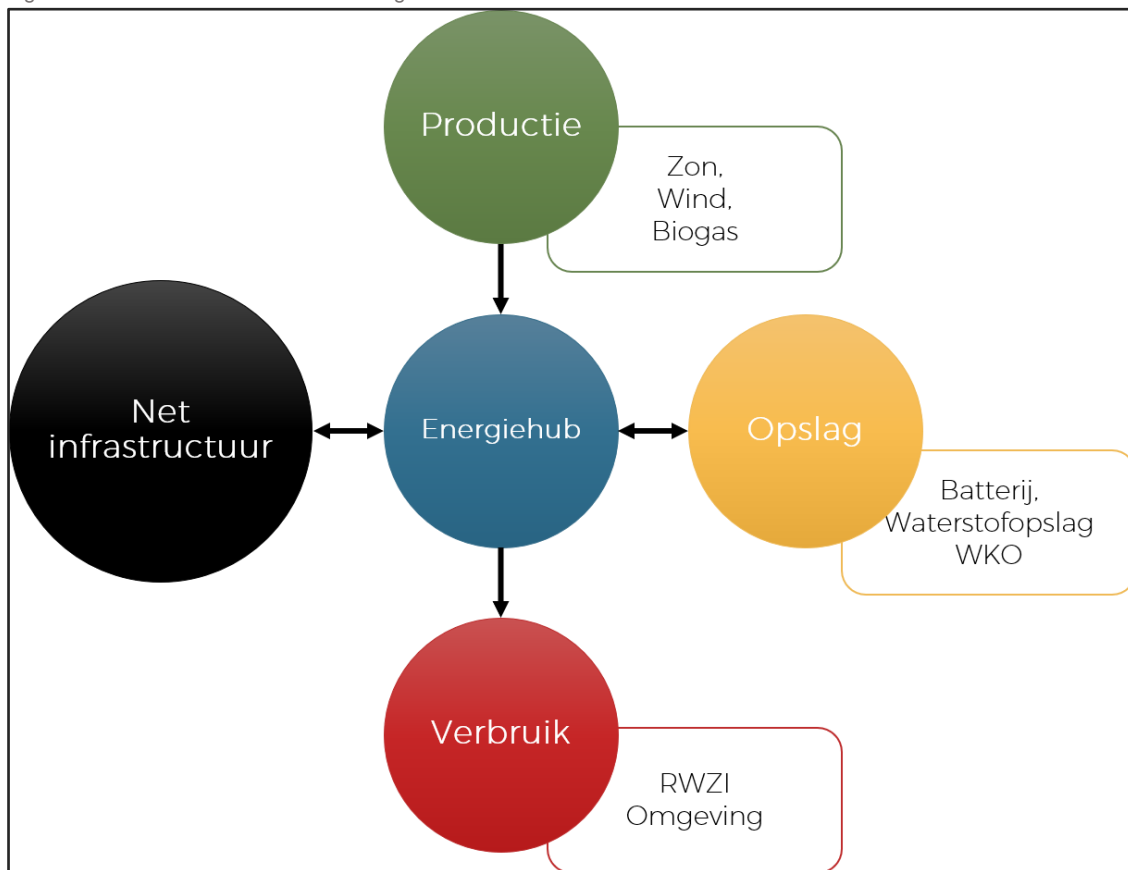 Productie
Zon,
Wind,
Biogas
Net
infrastructuur
Energiehub
Opslag
Batterij,
Waterstofopslag
WKO
Verbruik
RWZI
Omgeving